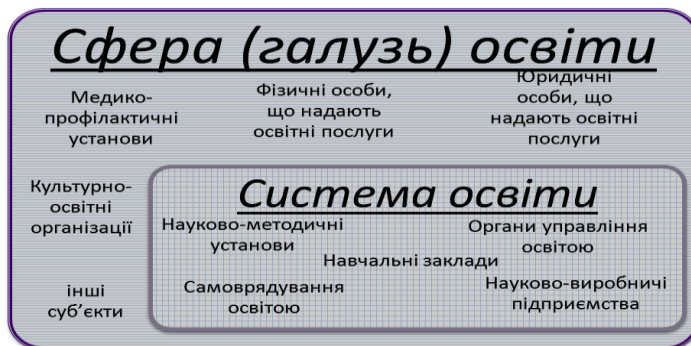 Сфера (галузь) освіти
Медико-
профілактичні
установи
Фізичні особи,
що надають
освітні послуги
Юридичні
особи, що
надають освітні
послуги
Культурно-
освітні
організації
інші
суб’єкти
Система освіти
Науково-методичні
установи
Органи управління
освітою
Навчальні заклади
Самоврядування
освітою
Науково-виробничі
підприємства